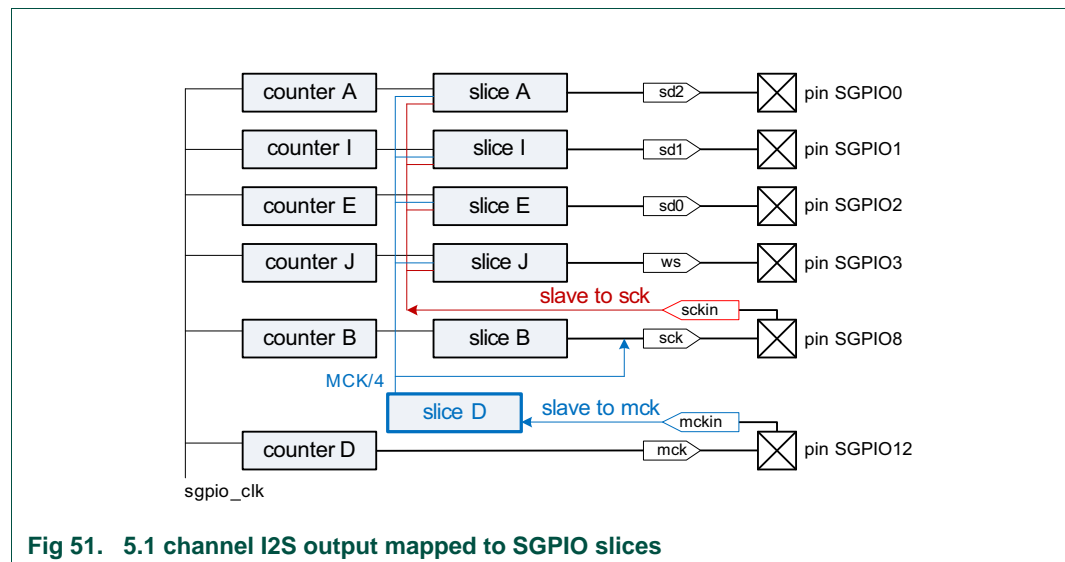 counter A slice A sd2 pin SGPIO0
counter I slice I sd1 pin SGPIO1
counter E slice E sd0 pin SGPIO2
counter J slice J ws pin SGPIO3
slave to sck sckin
counter B slice B sck pin SGPIO8
MCK/4
slice D slave to mck mckin
counter D mck pin SGPIO12
sgpio_clk
Fig 51. 5.1 channel I2S output mapped to SGPIO slices